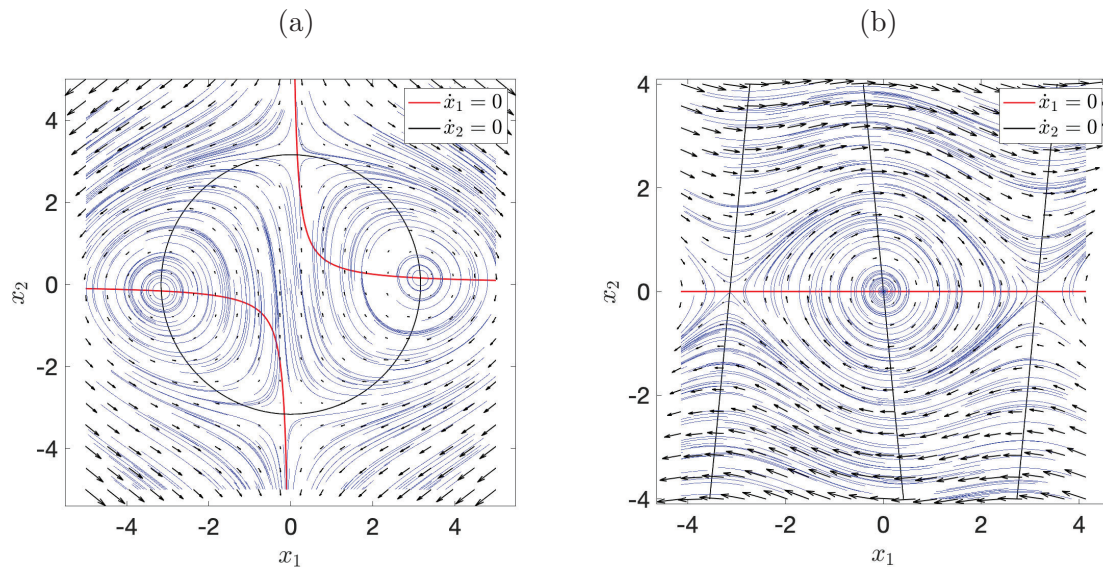 (a)
ẋ₁ = 0
ẋ₂ = 0
4
2
0
-2
-4
x₂
-4 -2 0 2 4
x₁
(b)
ẋ₁ = 0
ẋ₂ = 0
4
2
0
-2
-4
x₂
-4 -2 0 2 4
x₁